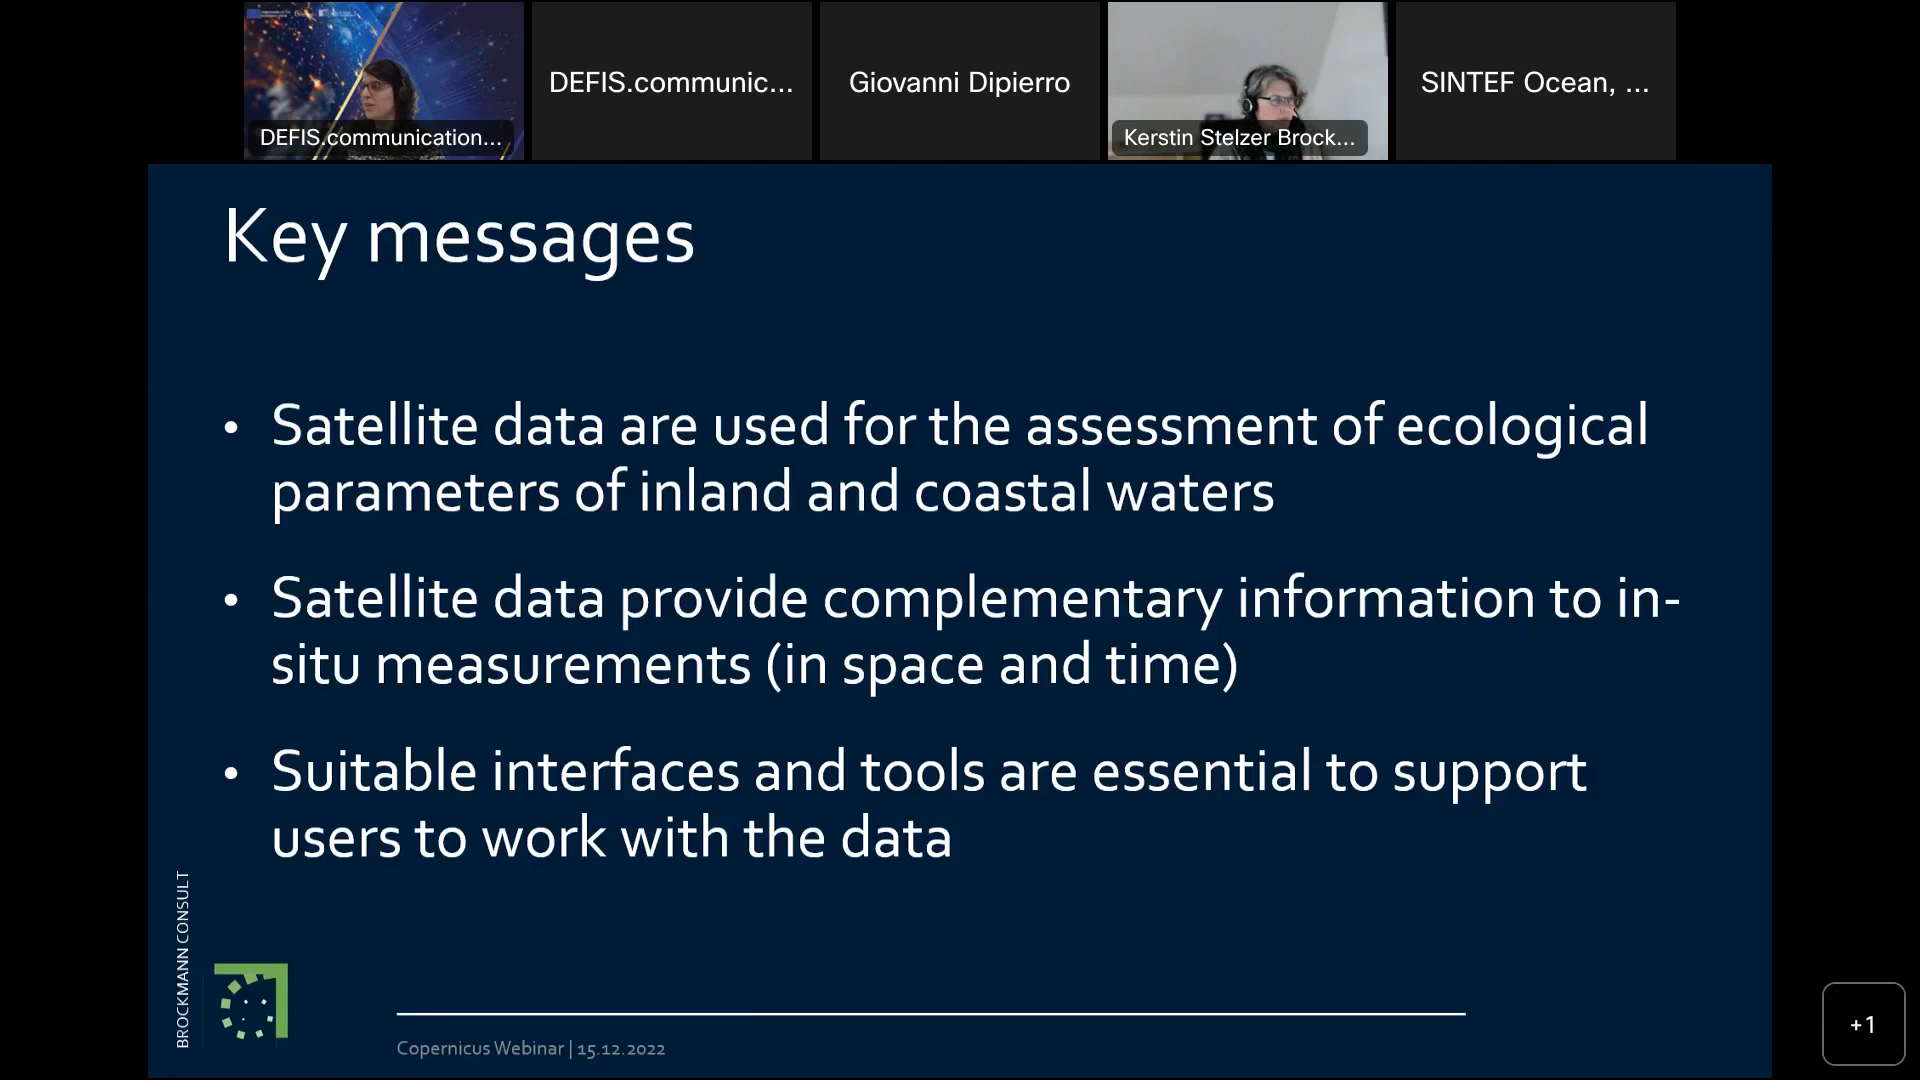 DEFIS.communication...
DEFIS.communic...
Giovanni Dipierro
Kerstin Stelzer Brock...
SINTEF Ocean, ...
Key messages
• Satellite data are used for the assessment of ecological
parameters of inland and coastal waters
• Satellite data provide complementary information to in-
situ measurements (in space and time)
• Suitable interfaces and tools are essential to support
users to work with the data
BROCKMANN CONSULT
Copernicus Webinar | 15.12.2022
+1